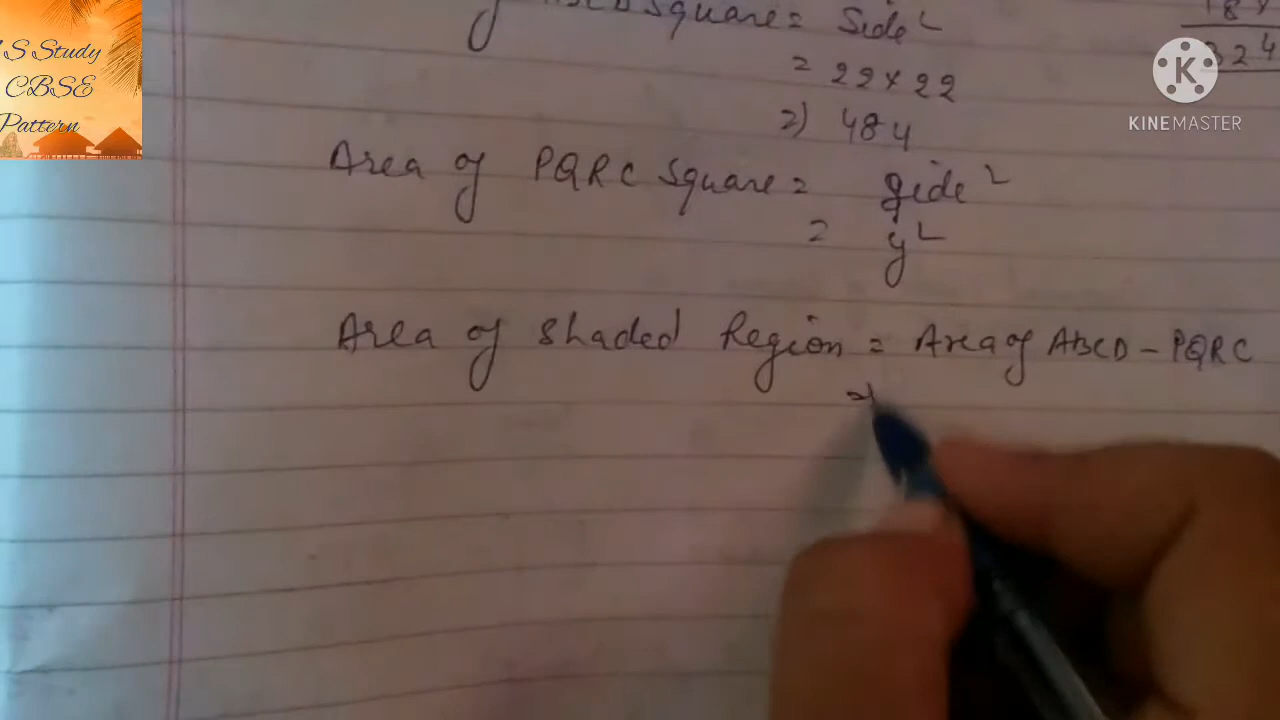 S Study
CBSE
Pattern
Square = Side²
= 22 × 22
=) 484
Area of PQRC Square = Side²
= y²
Area of Shaded Region = Area of ABCD - PQRC
K
KINEMASTER
324